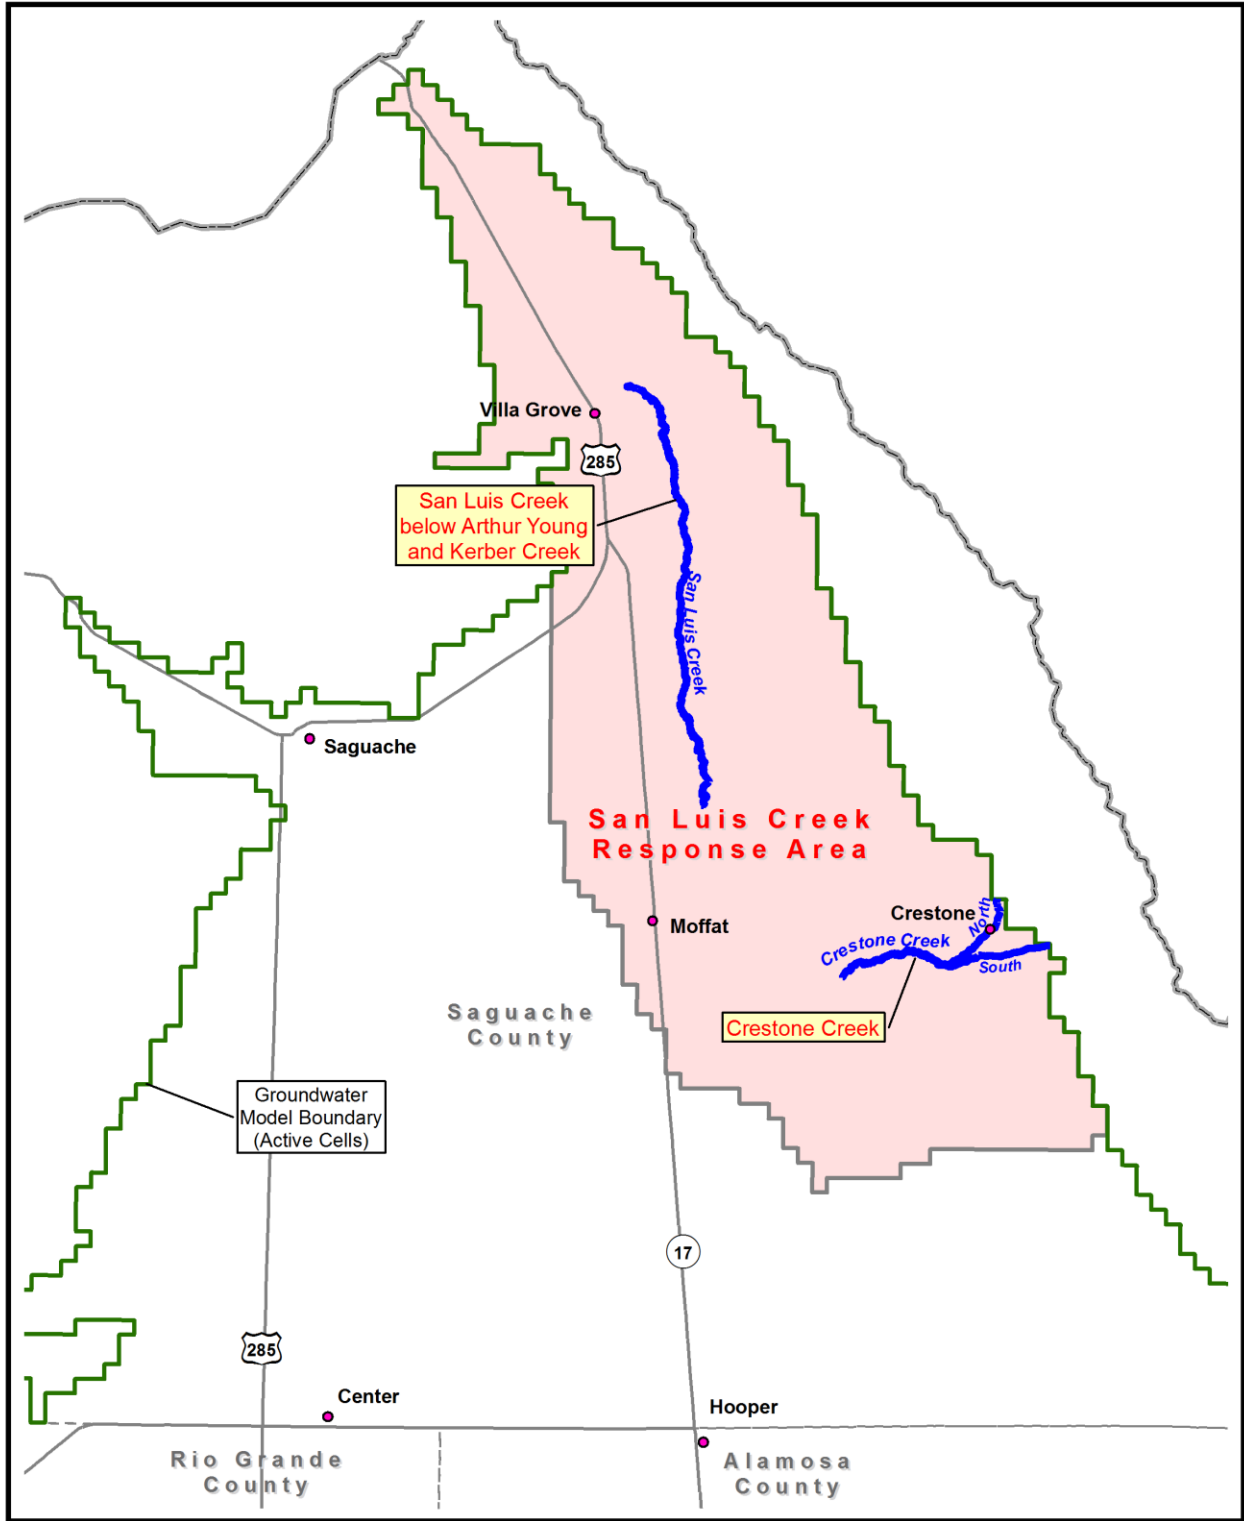 Villa Grove
285
San Luis Creek
below Arthur Young
and Kerber Creek
San Luis Creek
Saguache
San Luis Creek
Response Area
Crestone
North
Moffat
Crestone Creek
South
Saguache
County
Crestone Creek
Groundwater
Model Boundary
(Active Cells)
17
285
Center
Hooper
Rio Grande
County
Alamosa
County